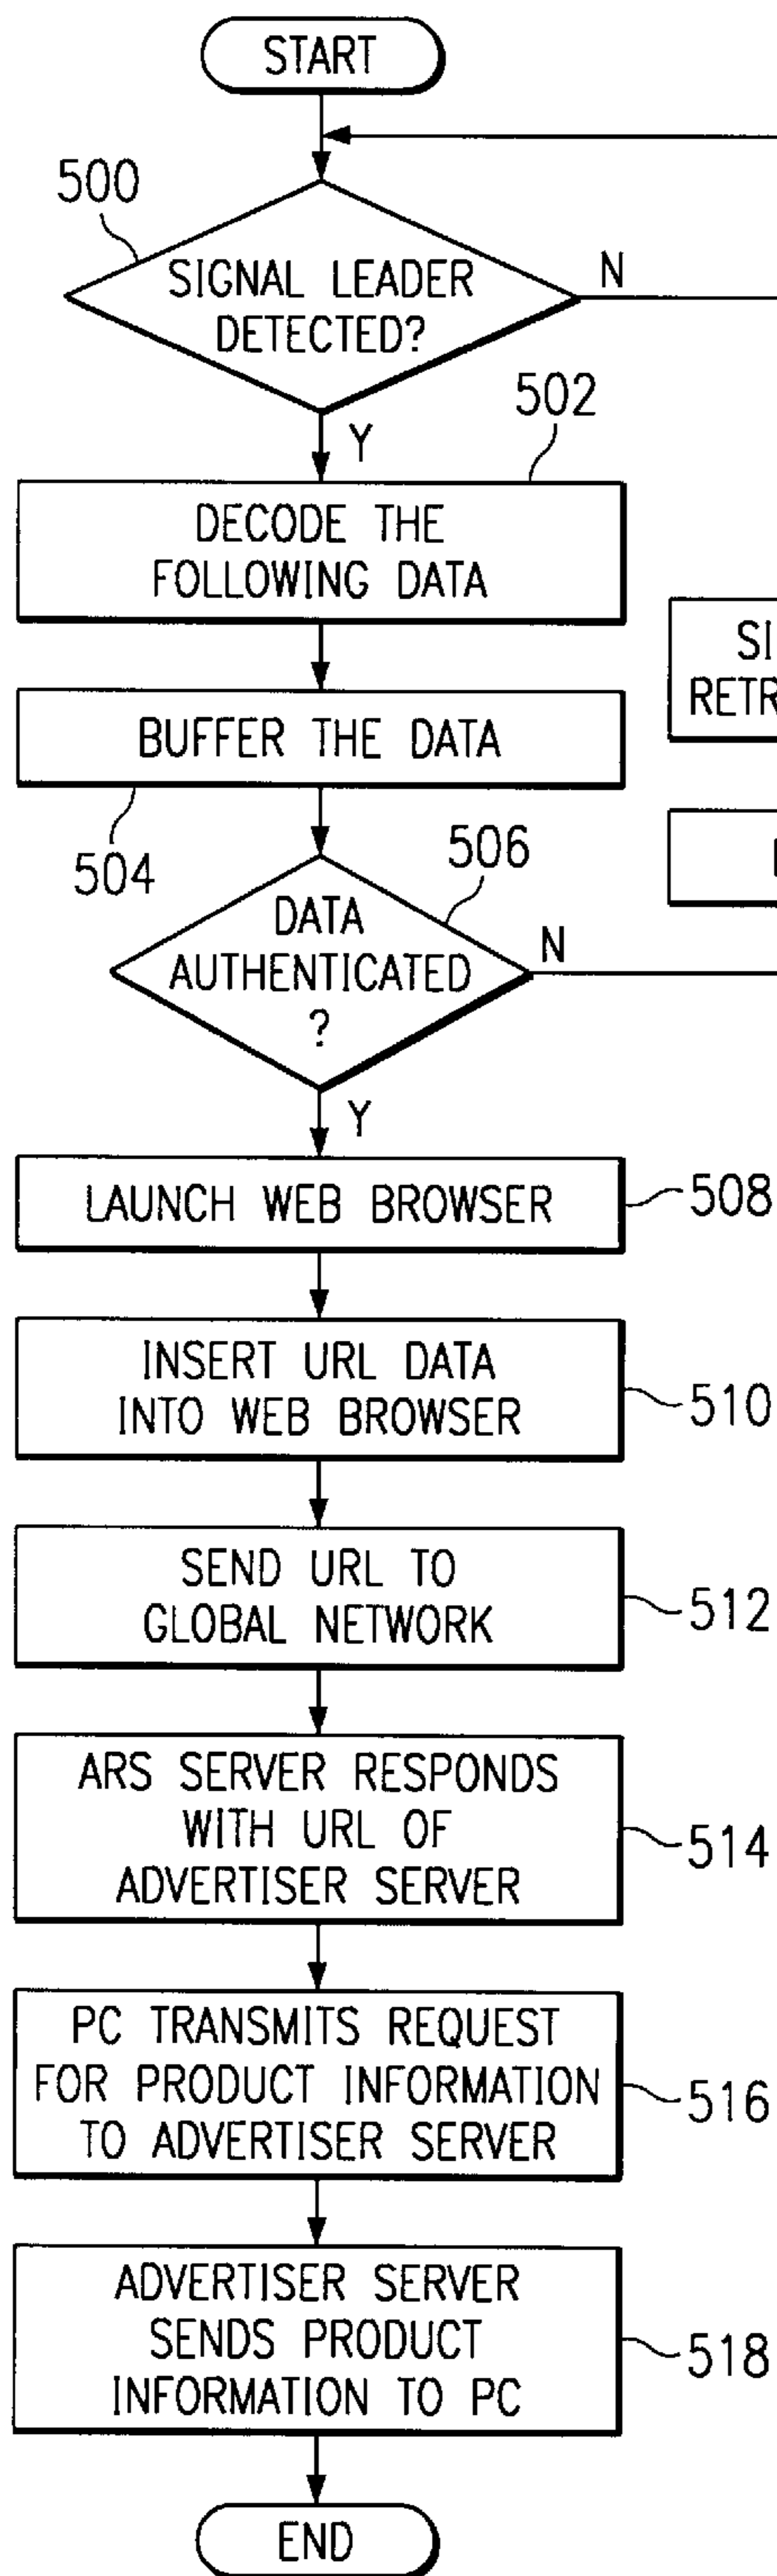 START
500
SIGNAL LEADER
DETECTED?
N
502
Y
DECODE THE
FOLLOWING DATA
BUFFER THE DATA
504
506
DATA
AUTHENTICATED
?
N
Y
LAUNCH WEB BROWSER
508
INSERT URL DATA
INTO WEB BROWSER
510
SEND URL TO
GLOBAL NETWORK
512
ARS SERVER RESPONDS
WITH URL OF
ADVERTISER SERVER
514
PC TRANSMITS REQUEST
FOR PRODUCT INFORMATION
TO ADVERTISER SERVER
516
ADVERTISER SERVER
SENDS PRODUCT
INFORMATION TO PC
518
END